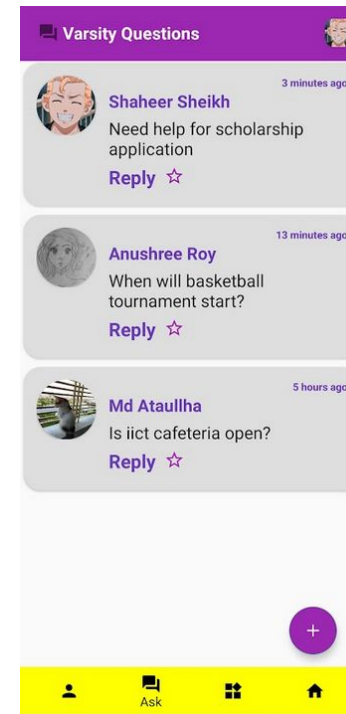 Varsity Questions
3 minutes ago
Shaheer Sheikh
Need help for scholarship
application
Reply
13 minutes ago
Anushree Roy
When will basketball
tournament start?
Reply
5 hours ago
Md Ataullha
Is iict cafeteria open?
Reply
Ask